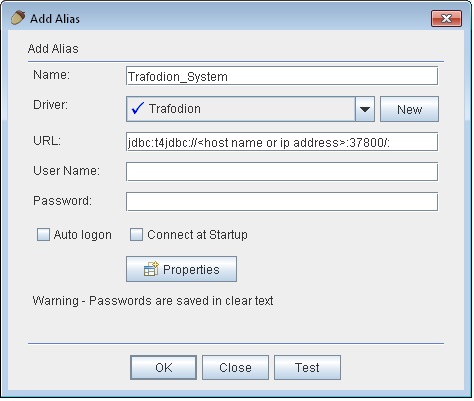 Add Alias
Add Alias
Name: Trafodion_System
Driver: Trafodion New
URL: jdbc:t4jdbc://<host name or ip address>:37800/:
User Name:
Password:
Auto logon Connect at Startup
Properties
Warning - Passwords are saved in clear text
OK Close Test